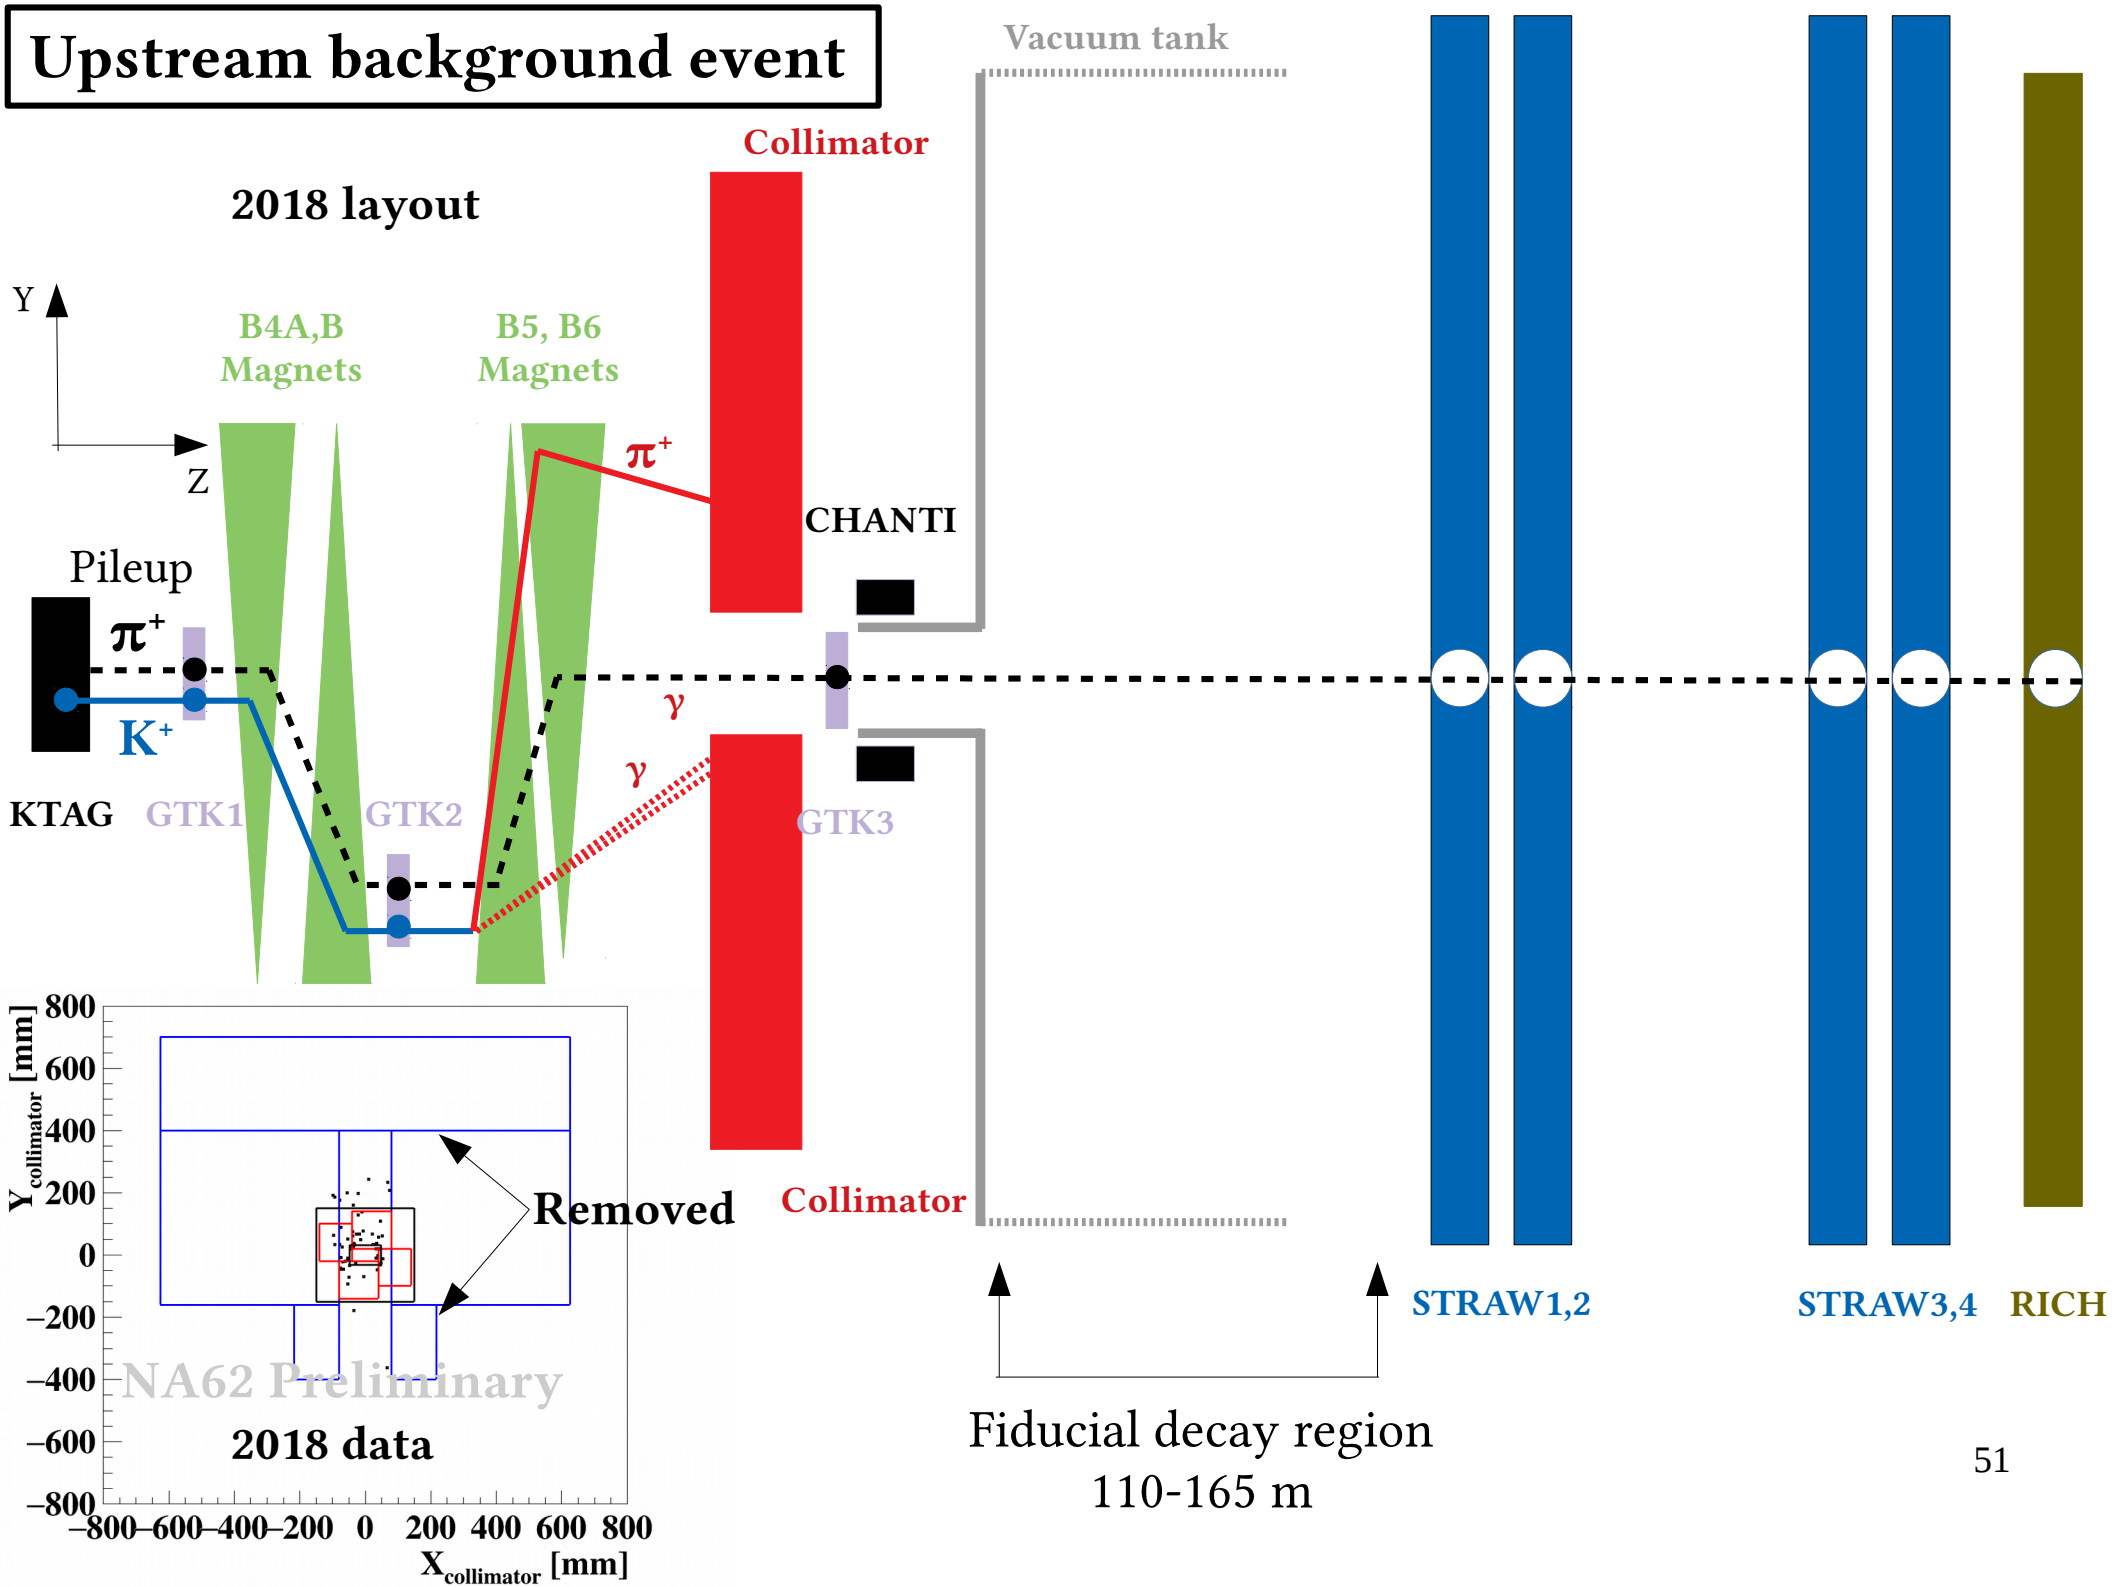 Upstream background event
Vacuum tank
Collimator
2018 layout
Y
Z
B4A,B
Magnets
B5, B6
Magnets
π+
CHANTI
Pileup
π+
K+
γ
γ
KTAG
GTK1
GTK2
GTK3
Collimator
Removed
NA62 Preliminary
2018 data
Ycollimator [mm]
800
600
400
200
0
−200
−400
−600
−800
−800 −600 −400 −200 0 200 400 600 800
Xcollimator [mm]
STRAW1,2
STRAW3,4
RICH
Fiducial decay region
110-165 m
51